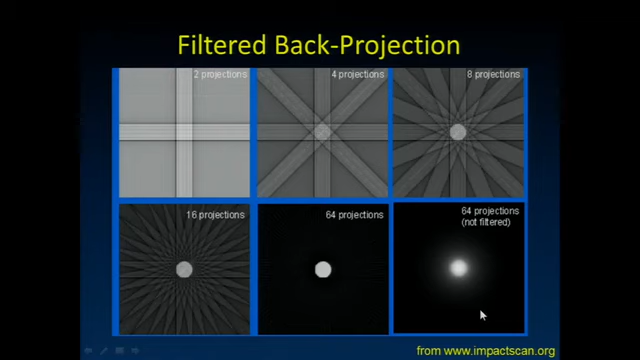 Filtered Back-Projection
2 projections
4 projections
8 projections
16 projections
64 projections
64 projections
(not filtered)
from www.impactscan.org